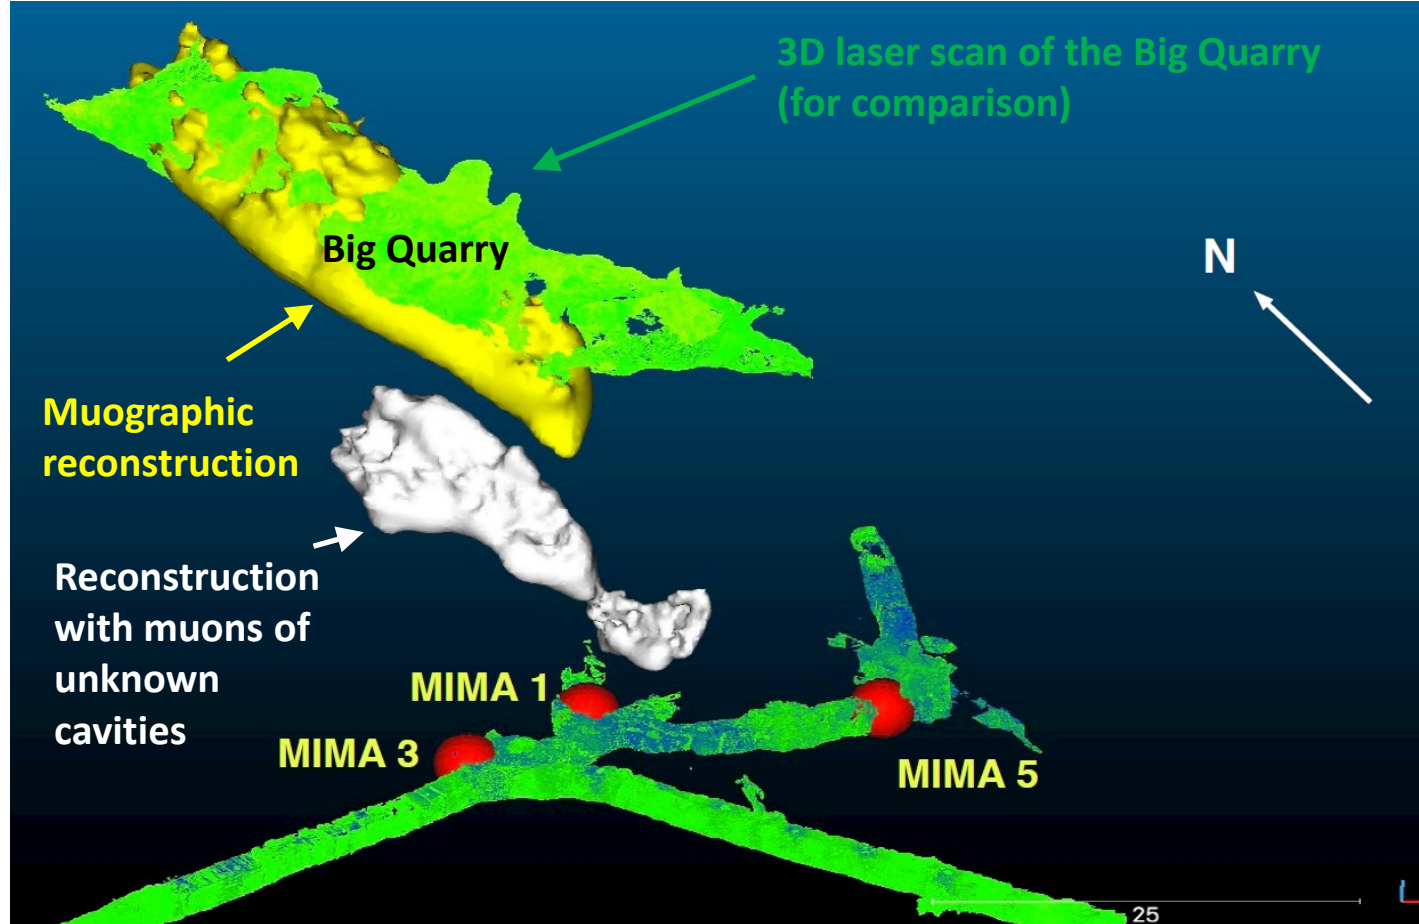 3D laser scan of the Big Quarry
(for comparison)
Big Quarry
N
Muographic
reconstruction
Reconstruction
with muons of
unknown
cavities
MIMA 1
MIMA 3
MIMA 5
25